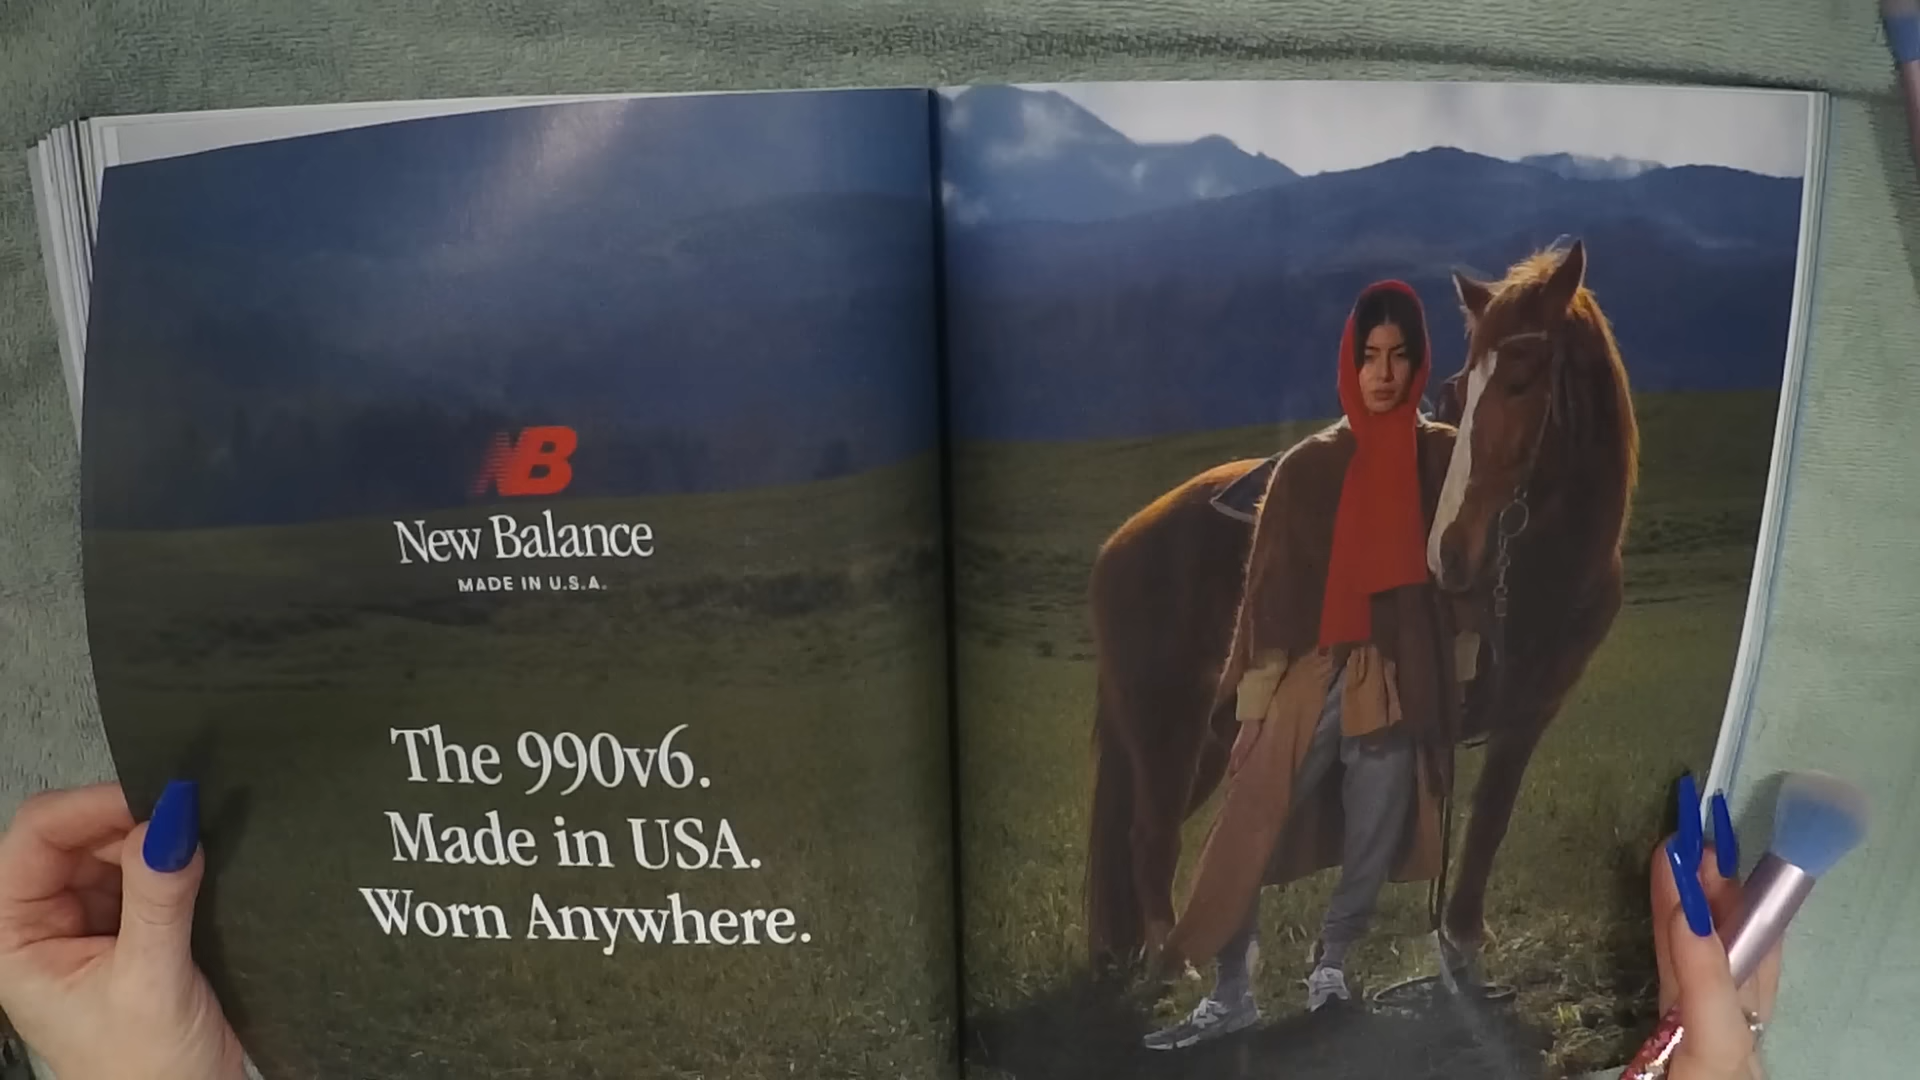 NB
New Balance
MADE IN U.S.A.
The 990v6.
Made in USA.
Worn Anywhere.